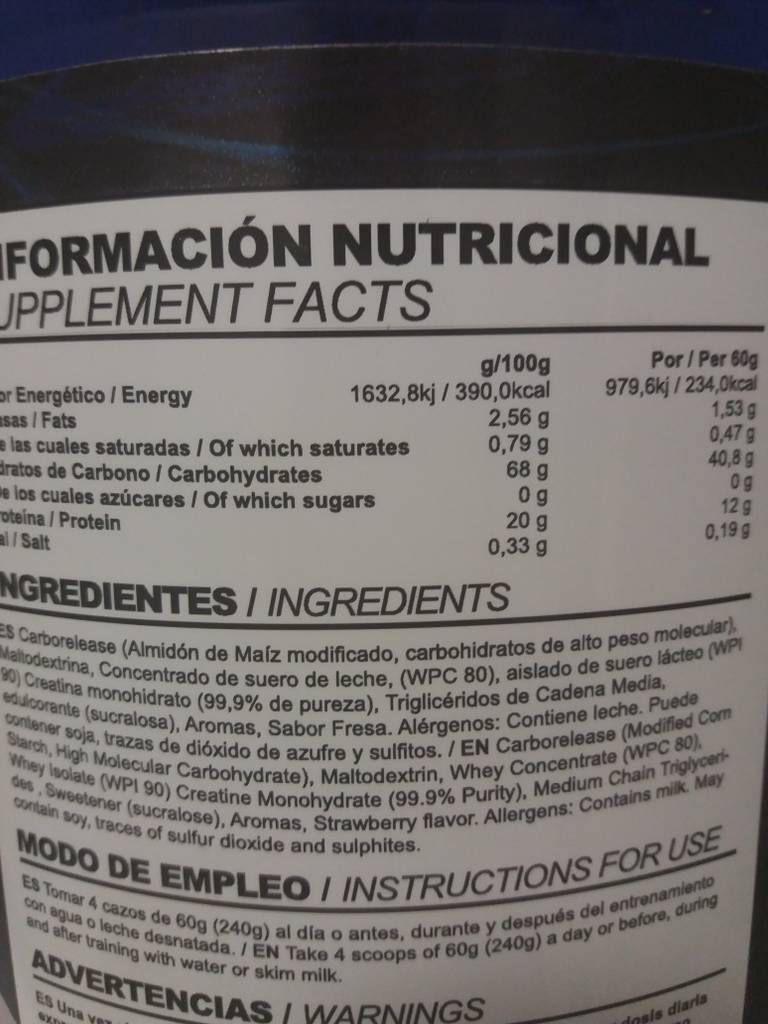 NFORMACIÓN NUTRICIONAL
UPPLEMENT FACTS
g/100g Por / Per 60g
or Energético / Energy 1632,8kj / 390,0kcal 979,6kj / 234,0kcal
asas / Fats 2,56 g 1,53 g
e las cuales saturadas / Of which saturates 0,79 g 0,47 g
dratos de Carbono / Carbohydrates 68 g 40,8 g
De los cuales azúcares / Of which sugars 0 g 0 g
roteína / Protein 20 g 12 g
al / Salt 0,33 g 0,19 g
NGREDIENTES / INGREDIENTS
ES Carborelease (Almidón de Maíz modificado, carbohidratos de alto peso molecular),
Maltodextrina, Concentrado de suero de leche, (WPC 80), aislado de suero lácteo (WPI
90) Creatina monohidrato (99,9% de pureza), Triglicéridos de Cadena Media,
edulcorante (sucralosa), Aromas, Sabor Fresa. Alérgenos: Contiene leche. Puede
contener soja, trazas de dióxido de azufre y sulfitos. / EN Carborelease (Modified Corn
Starch, High Molecular Carbohydrate), Maltodextrin, Whey Concentrate (WPC 80),
Whey Isolate (WPI 90) Creatine Monohydrate (99.9% Purity), Medium Chain Triglyceri-
des , Sweetener (sucralose), Aromas, Strawberry flavor. Allergens: Contains milk. May
contain soy, traces of sulfur dioxide and sulphites.
MODO DE EMPLEO / INSTRUCTIONS FOR USE
ES Tomar 4 cazos de 60g (240g) al día o antes, durante y después del entrenamiento
con agua o leche desnatada. / EN Take 4 scoops of 60g (240g) a day or before, during
and after training with water or skim milk.
ADVERTENCIAS / WARNINGS
ES Una dosis diaria